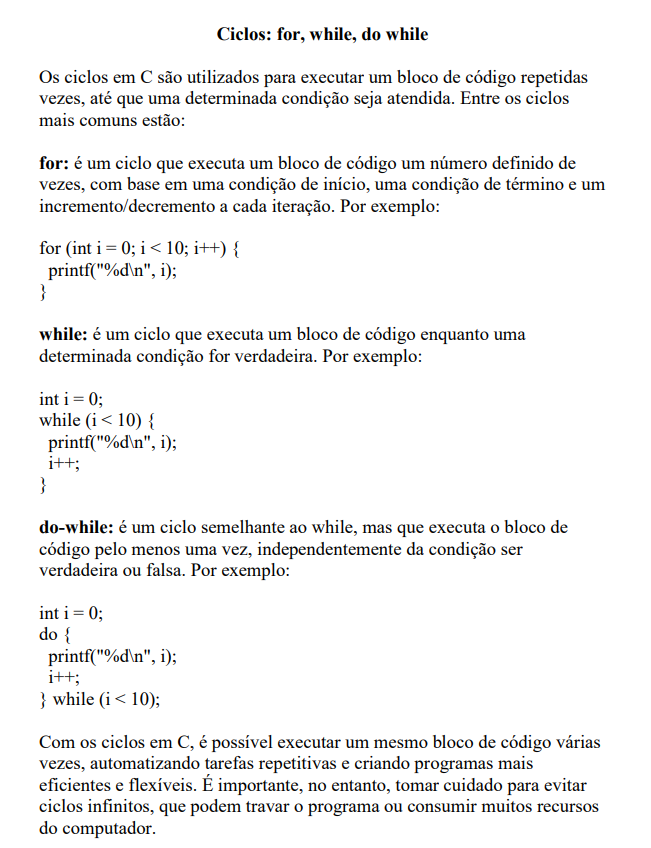 Ciclos: for, while, do while
Os ciclos em C são utilizados para executar um bloco de código repetidas
vezes, até que uma determinada condição seja atendida. Entre os ciclos
mais comuns estão:
for: é um ciclo que executa um bloco de código um número definido de
vezes, com base em uma condição de início, uma condição de término e um
incremento/decremento a cada iteração. Por exemplo:
for (int i = 0; i < 10; i++) {
  printf("%d\n", i);
}
while: é um ciclo que executa um bloco de código enquanto uma
determinada condição for verdadeira. Por exemplo:
int i = 0;
while (i < 10) {
  printf("%d\n", i);
  i++;
}
do-while: é um ciclo semelhante ao while, mas que executa o bloco de
código pelo menos uma vez, independentemente da condição ser
verdadeira ou falsa. Por exemplo:
int i = 0;
do {
  printf("%d\n", i);
  i++;
} while (i < 10);
Com os ciclos em C, é possível executar um mesmo bloco de código várias
vezes, automatizando tarefas repetitivas e criando programas mais
eficientes e flexíveis. É importante, no entanto, tomar cuidado para evitar
ciclos infinitos, que podem travar o programa ou consumir muitos recursos
do computador.